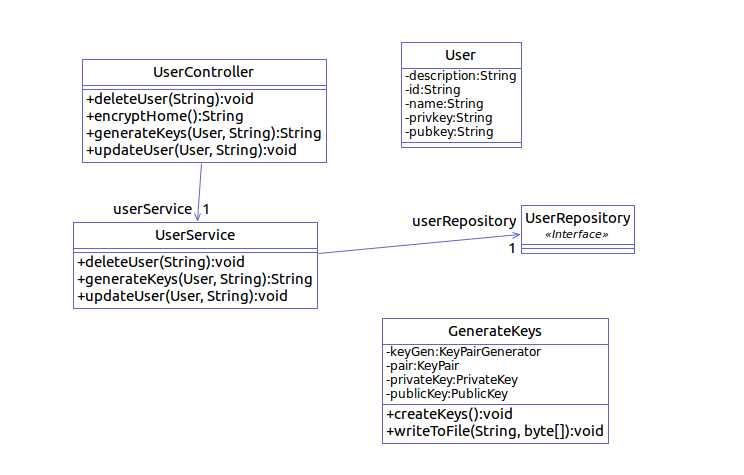 UserController
+deleteUser(String):void
+encryptHome():String
+generateKeys(User, String):String
+updateUser(User, String):void
User
-description:String
-id:String
-name:String
-privkey:String
-pubkey:String
userService 1
UserService
+deleteUser(String):void
+generateKeys(User, String):String
+updateUser(User, String):void
userRepository
1
UserRepository
«Interface»
GenerateKeys
-keyGen:KeyPairGenerator
-pair:KeyPair
-privateKey:PrivateKey
-publicKey:PublicKey
+createKeys():void
+writeToFile(String, byte[]):void